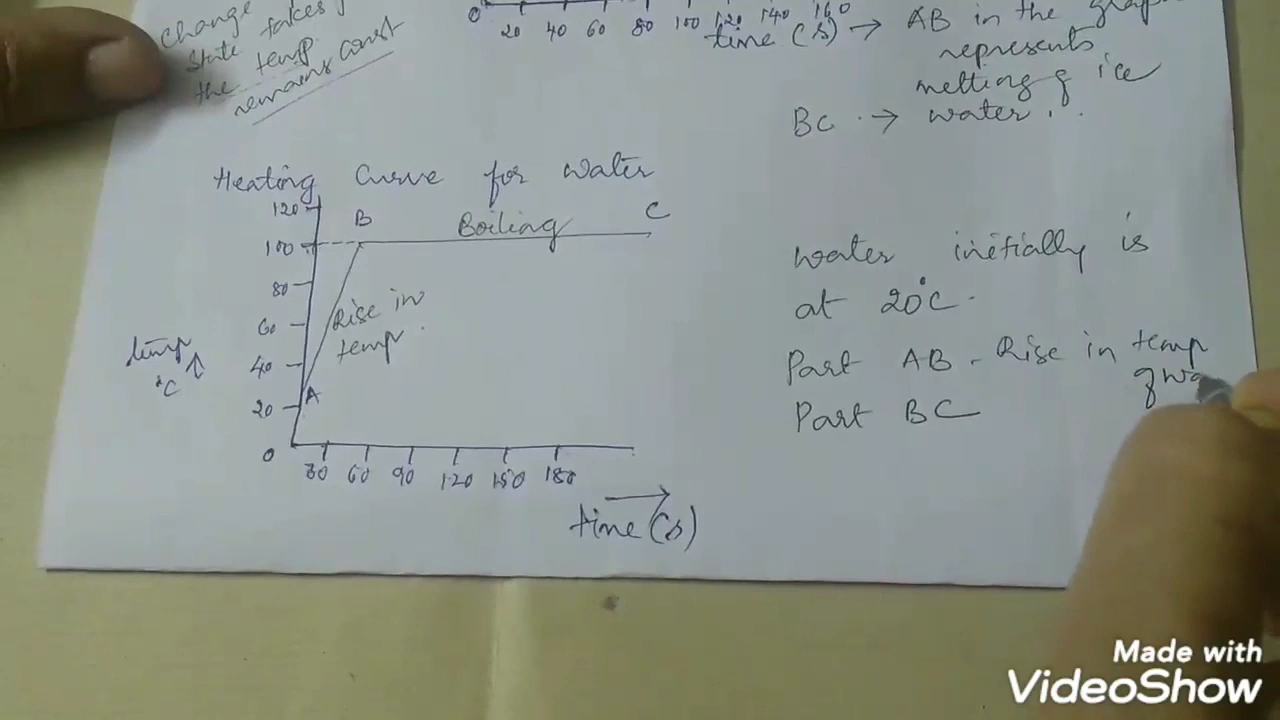 change
State takes
the temp
remains const
0
20 40 60 80 100 120 140 160
time (s) → AB in the graph
represents
melting of ice
BC → water .
Heating Curve for Water
120
100
80
60
40
20
0
B
Boiling
C
Rise in
temp.
A
temp ↑
°C
30 60 90 120 150 180
time (s)
Water initially is
at 20°C.
Part AB - Rise in temp
of wa
Part BC
Made with
VideoShow